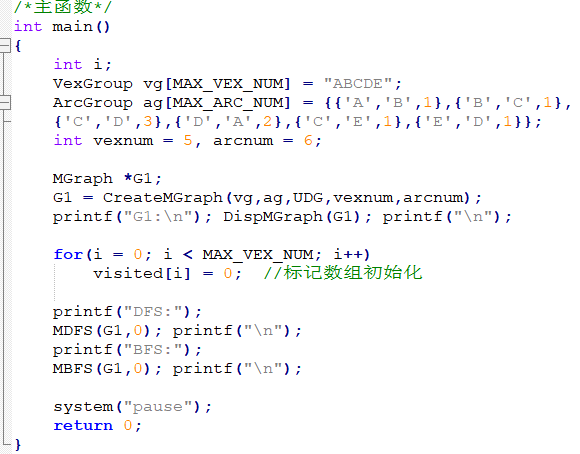 /*主函数*/
int main()
{
    int i;
    VexGroup vg[MAX_VEX_NUM] = "ABCDE";
    ArcGroup ag[MAX_ARC_NUM] = {{'A','B',1},{'B','C',1},
    {'C','D',3},{'D','A',2},{'C','E',1},{'E','D',1}};
    int vexnum = 5, arcnum = 6;

    MGraph *G1;
    G1 = CreateMGraph(vg,ag,UDG,vexnum,arcnum);
    printf("G1:\n"); DispMGraph(G1); printf("\n");

    for(i = 0; i < MAX_VEX_NUM; i++)
        visited[i] = 0;  //标记数组初始化

    printf("DFS:");
    MDFS(G1,0); printf("\n");
    printf("BFS:");
    MBFS(G1,0); printf("\n");

    system("pause");
    return 0;
}